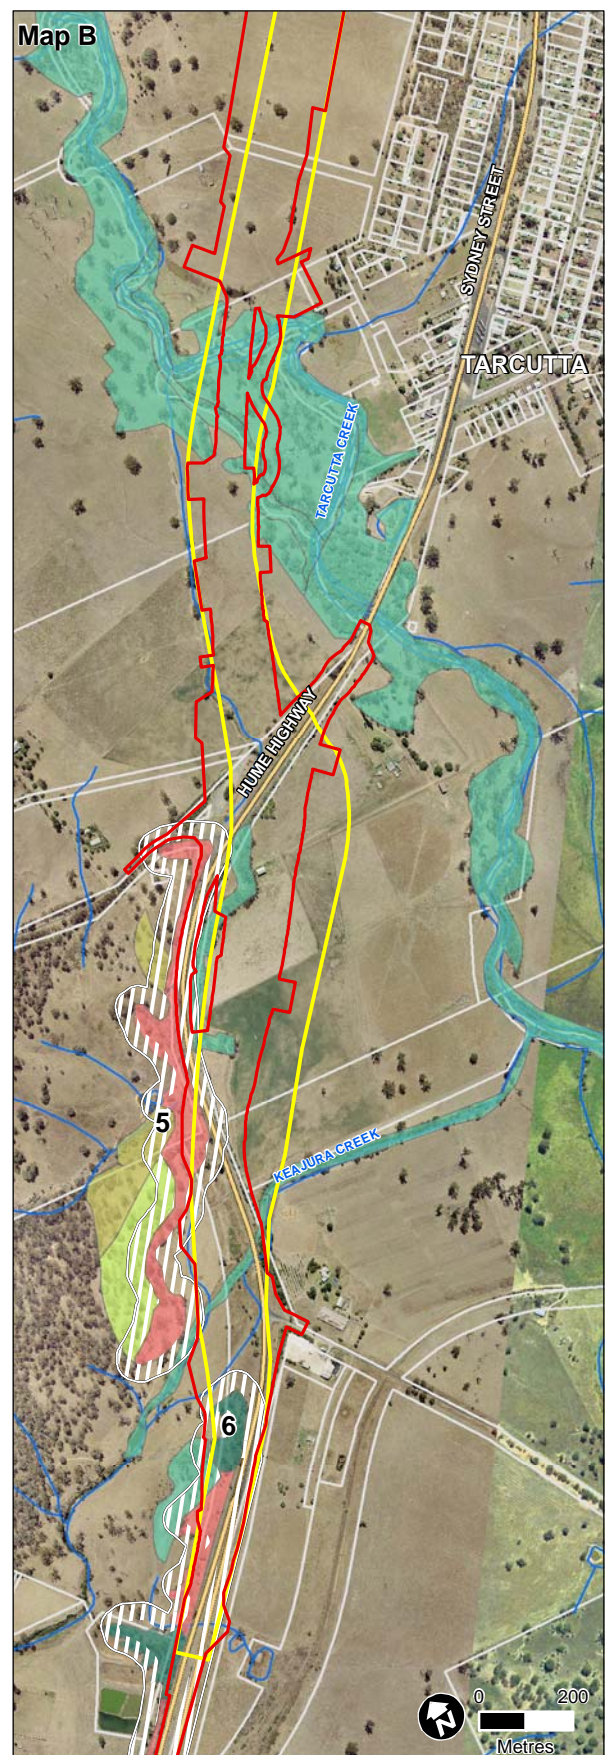 Map B
SYDNEY STREET
TARCUTTA
TARCUTTA CREEK
HUME HIGHWAY
5
KEAJURA CREEK
6
N
0 200
Metres